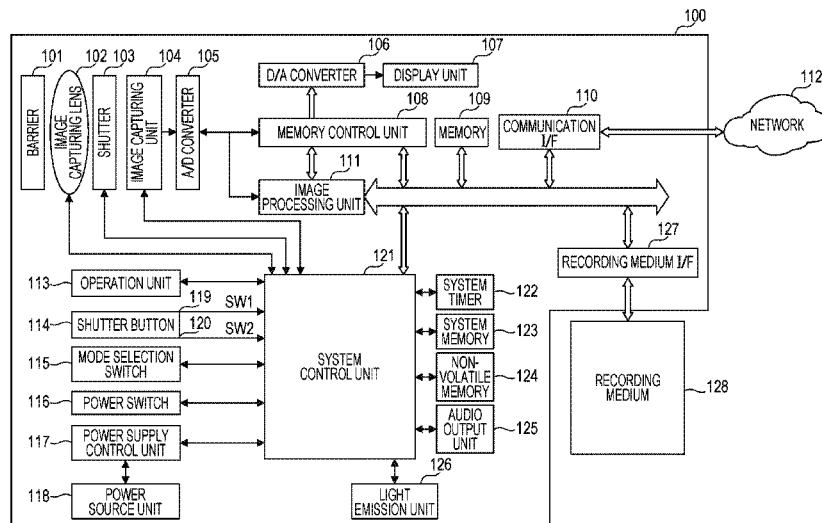 100
101
102
103
104
105
106
107
D/A CONVERTER
DISPLAY UNIT
BARRIER
IMAGE CAPTURING LENS
SHUTTER
IMAGE CAPTURING
UNIT
A/D CONVERTER
108
109
110
112
MEMORY CONTROL UNIT
MEMORY
COMMUNICATION
I/F
NETWORK
111
IMAGE
PROCESSING UNIT
127
RECORDING MEDIUM I/F
121
113
OPERATION UNIT
119
SW1
114
SHUTTER BUTTON
120
SW2
115
MODE SELECTION
SWITCH
116
POWER SWITCH
117
POWER SUPPLY
CONTROL UNIT
118
POWER
SOURCE UNIT
SYSTEM
CONTROL UNIT
SYSTEM
TIMER
122
SYSTEM
MEMORY
123
NON-
VOLATILE
MEMORY
124
AUDIO
OUTPUT
UNIT
125
126
LIGHT
EMISSION UNIT
RECORDING
MEDIUM
128